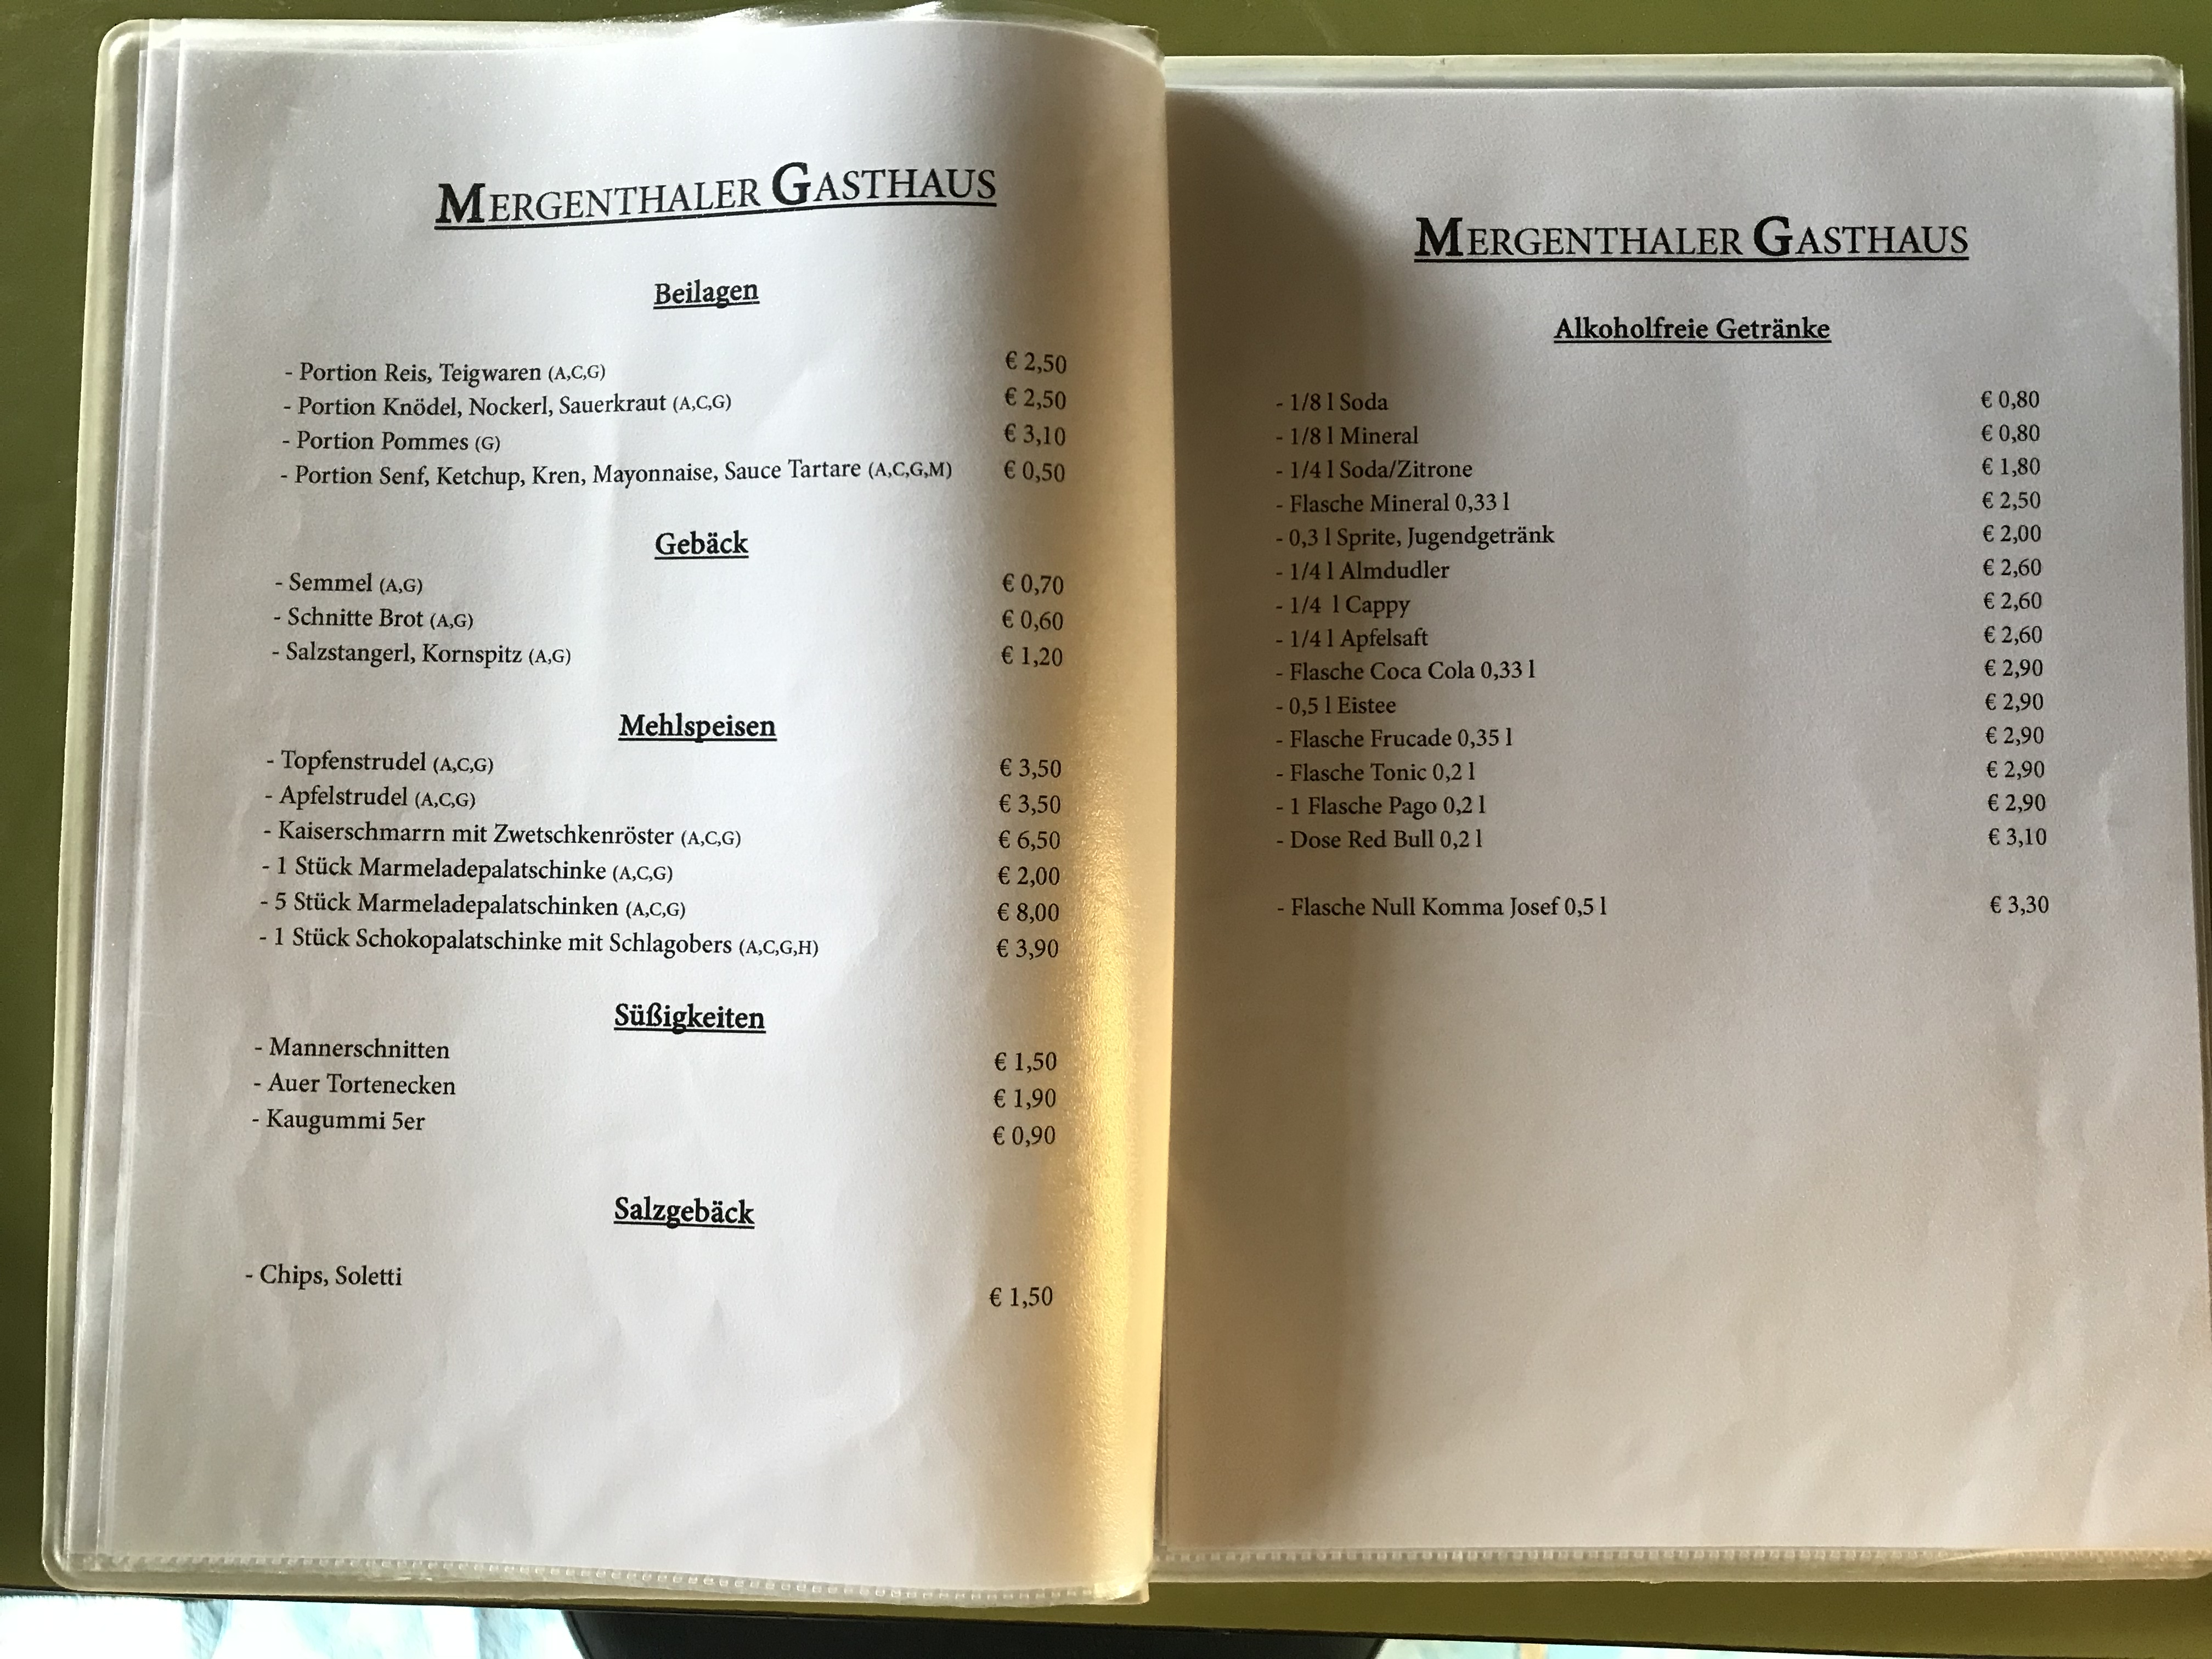 MERGENTHALER GASTHAUS
Beilagen
- Portion Reis, Teigwaren (A,C,G) € 2,50
- Portion Knödel, Nockerl, Sauerkraut (A,C,G) € 2,50
- Portion Pommes (G) € 3,10
- Portion Senf, Ketchup, Kren, Mayonnaise, Sauce Tartare (A,C,G,M) € 0,50
Gebäck
- Semmel (A,G) € 0,70
- Schnitte Brot (A,G) € 0,60
- Salzstangerl, Kornspitz (A,G) € 1,20
Mehlspeisen
- Topfenstrudel (A,C,G) € 3,50
- Apfelstrudel (A,C,G) € 3,50
- Kaiserschmarrn mit Zwetschkenröster (A,C,G) € 6,50
- 1 Stück Marmeladepalatschinke (A,C,G) € 2,00
- 5 Stück Marmeladepalatschinken (A,C,G) € 8,00
- 1 Stück Schokopalatschinke mit Schlagobers (A,C,G,H) € 3,90
Süßigkeiten
- Mannerschnitten € 1,50
- Auer Tortenecken € 1,90
- Kaugummi 5er € 0,90
Salzgebäck
- Chips, Soletti € 1,50
MERGENTHALER GASTHAUS
Alkoholfreie Getränke
- 1/8 l Soda € 0,80
- 1/8 l Mineral € 0,80
- 1/4 l Soda/Zitrone € 1,80
- Flasche Mineral 0,33 l € 2,50
- 0,3 l Sprite, Jugendgetränk € 2,00
- 1/4 l Almdudler € 2,60
- 1/4 l Cappy € 2,60
- 1/4 l Apfelsaft € 2,60
- Flasche Coca Cola 0,33 l € 2,90
- 0,5 l Eistee € 2,90
- Flasche Frucade 0,35 l € 2,90
- Flasche Tonic 0,2 l € 2,90
- 1 Flasche Pago 0,2 l € 2,90
- Dose Red Bull 0,2 l € 3,10
- Flasche Null Komma Josef 0,5 l € 3,30